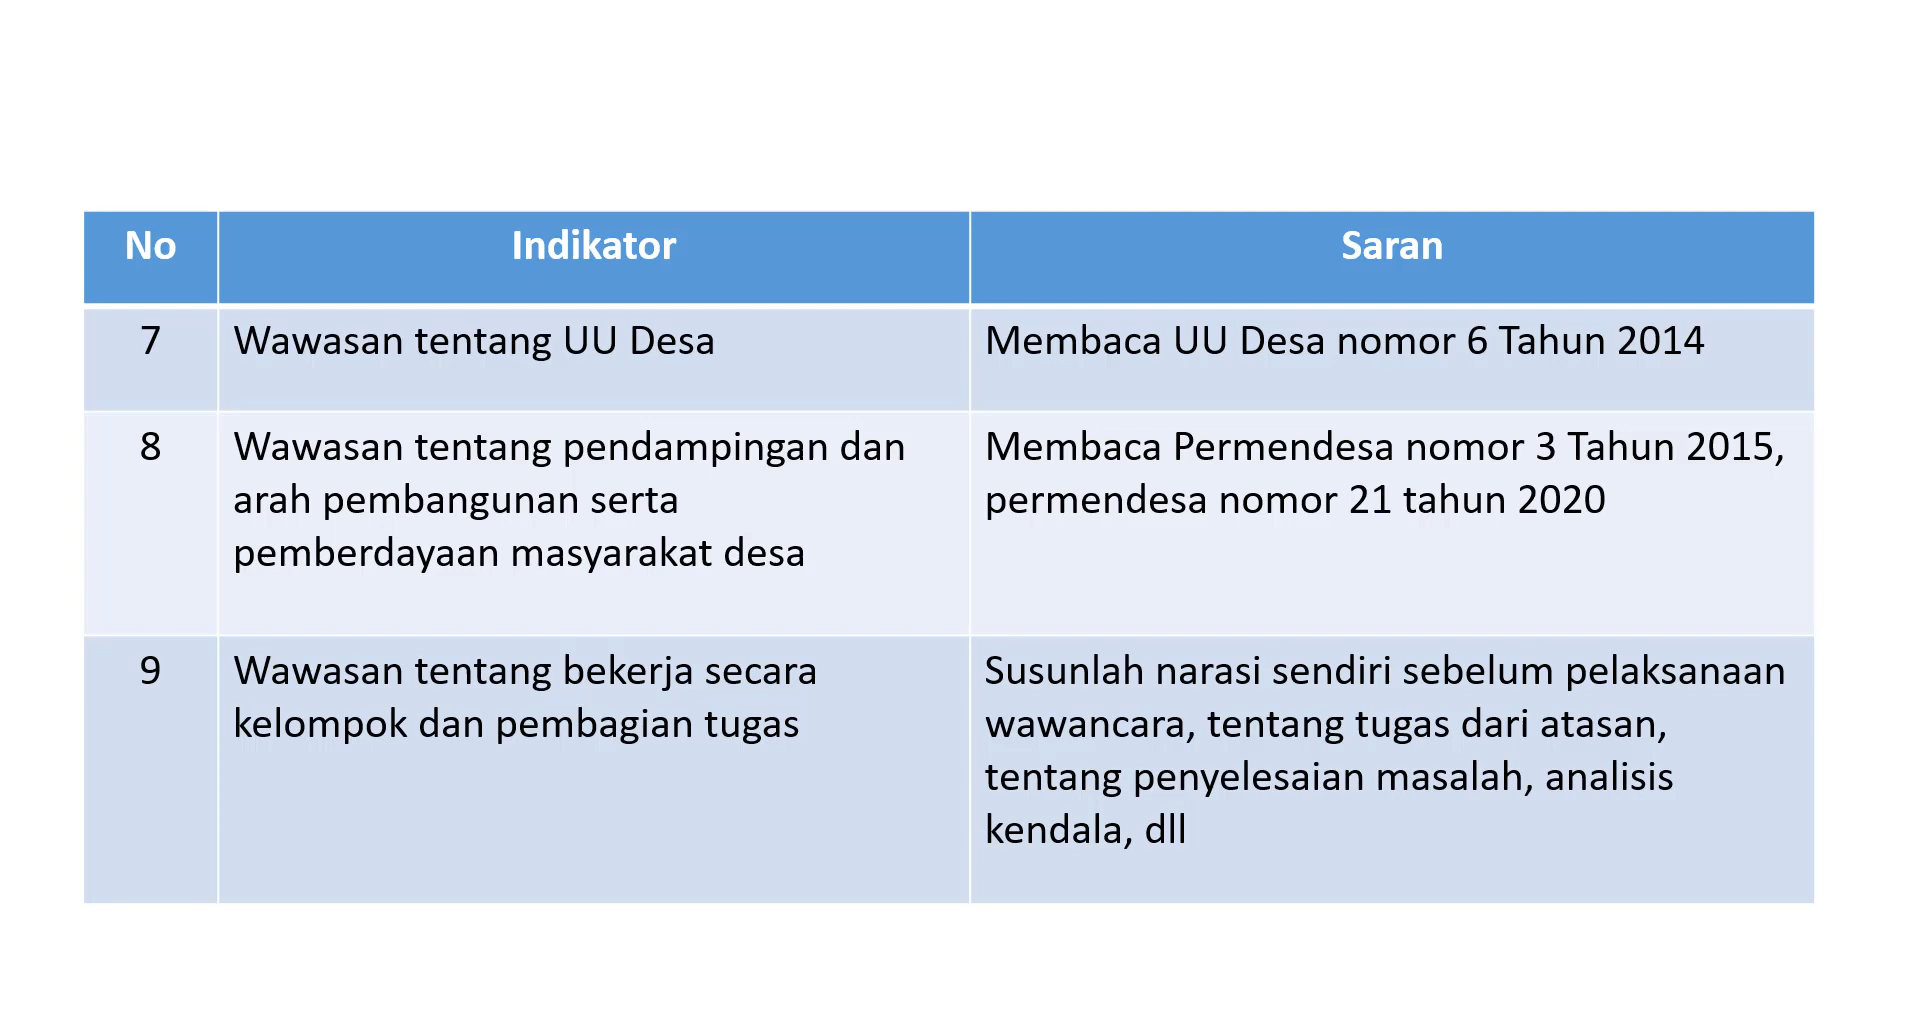 No Indikator Saran
7 Wawasan tentang UU Desa Membaca UU Desa nomor 6 Tahun 2014
8 Wawasan tentang pendampingan dan
arah pembangunan serta
pemberdayaan masyarakat desa
Membaca Permendesa nomor 3 Tahun 2015,
permendesa nomor 21 tahun 2020
9 Wawasan tentang bekerja secara
kelompok dan pembagian tugas
Susunlah narasi sendiri sebelum pelaksanaan
wawancara, tentang tugas dari atasan,
tentang penyelesaian masalah, analisis
kendala, dll